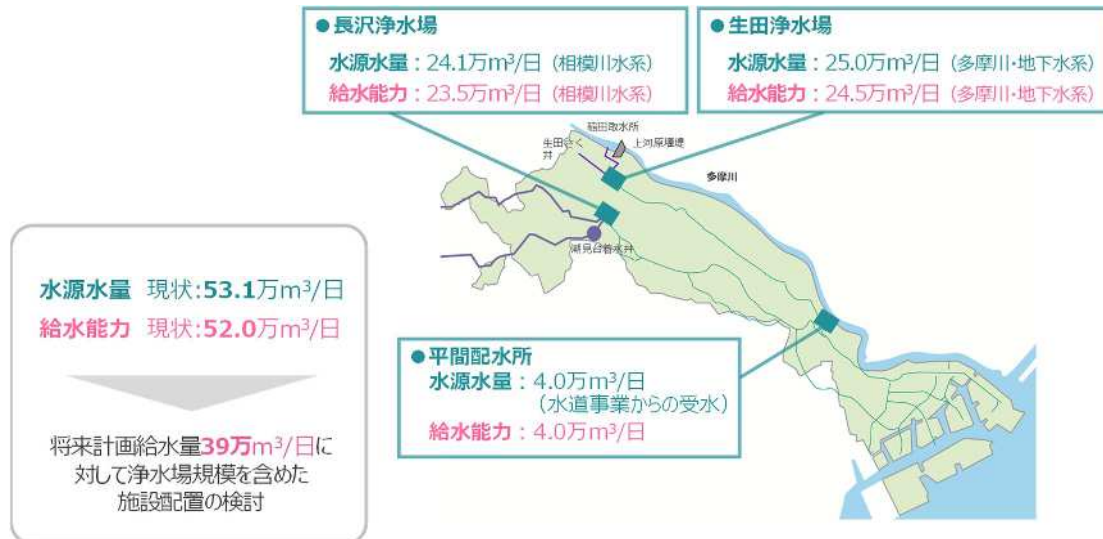 ●長沢浄水場
水源水量：24.1万m³/日（相模川水系）
給水能力：23.5万m³/日（相模川水系）
●生田浄水場
水源水量：25.0万m³/日（多摩川・地下水系）
給水能力：24.5万m³/日（多摩川・地下水系）
稲田取水所
生田さく井
上河原堰堤
多摩川
潮見台着水井
水源水量 現状:53.1万m³/日
給水能力 現状:52.0万m³/日
将来計画給水量39万m³/日に
対して浄水場規模を含めた
施設配置の検討
●平間配水所
水源水量：4.0万m³/日
（水道事業からの受水）
給水能力：4.0万m³/日